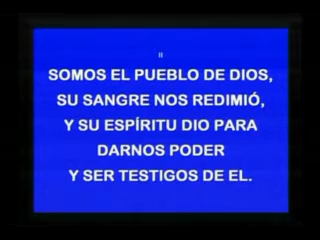 II
SOMOS EL PUEBLO DE DIOS,
SU SANGRE NOS REDIMIÓ,
Y SU ESPÍRITU DIO PARA
DARNOS PODER
Y SER TESTIGOS DE EL.